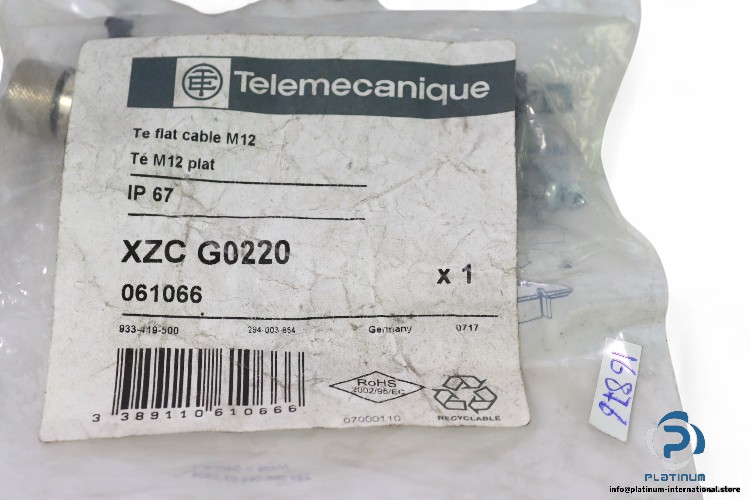 Telemecanique
Te flat cable M12
Té M12 plat
IP 67
XZC G0220
x 1
061066
933-419-500 294-003-854 Germany 0717
3 389110 610666
RoHS
2002/95/EC
07000110
RECYCLABLE
16876
PLATINUM
info@platinum-international.store